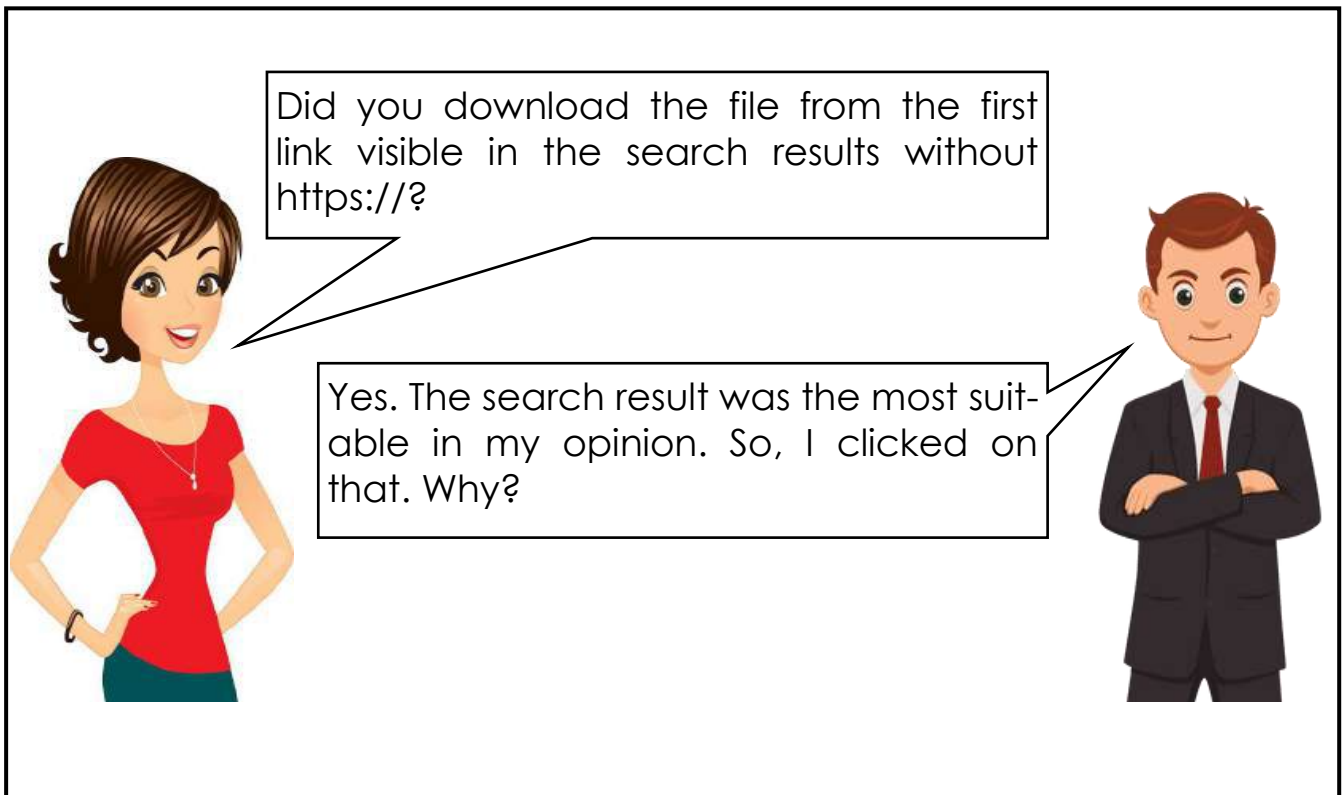 Did you download the file from the first
link visible in the search results without
https://?
Yes. The search result was the most suit-
able in my opinion. So, I clicked on
that. Why?